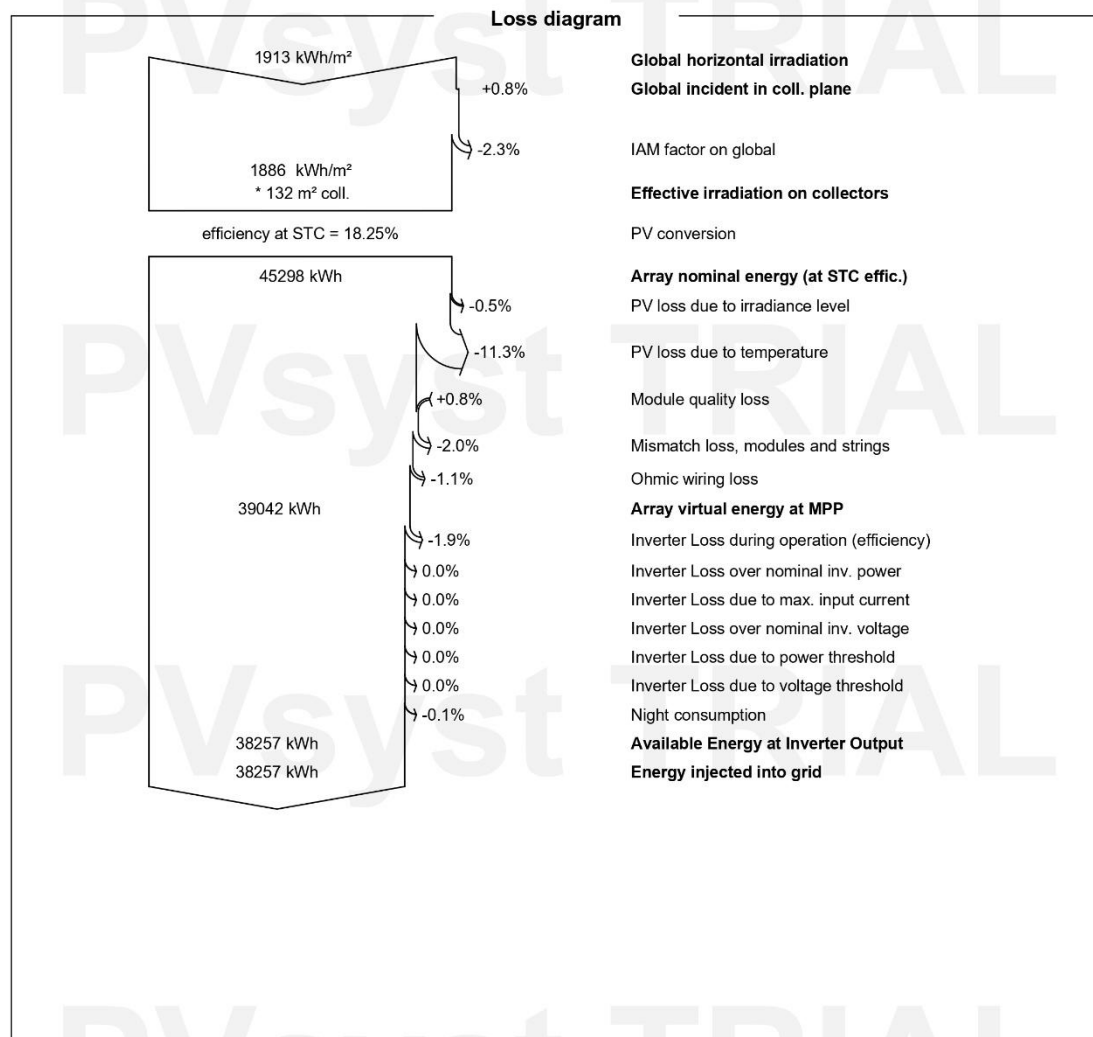 Loss diagram
PVsyst TRIAL
1913 kWh/m² Global horizontal irradiation
+0.8% Global incident in coll. plane
-2.3% IAM factor on global
1886 kWh/m²
* 132 m² coll. Effective irradiation on collectors
efficiency at STC = 18.25% PV conversion
45298 kWh Array nominal energy (at STC effic.)
-0.5% PV loss due to irradiance level
PVsyst TRIAL
-11.3% PV loss due to temperature
+0.8% Module quality loss
-2.0% Mismatch loss, modules and strings
-1.1% Ohmic wiring loss
39042 kWh Array virtual energy at MPP
-1.9% Inverter Loss during operation (efficiency)
0.0% Inverter Loss over nominal inv. power
0.0% Inverter Loss due to max. input current
0.0% Inverter Loss over nominal inv. voltage
0.0% Inverter Loss due to power threshold
0.0% Inverter Loss due to voltage threshold
PVsyst TRIAL
-0.1% Night consumption
38257 kWh Available Energy at Inverter Output
38257 kWh Energy injected into grid
PVsyst TRIAL